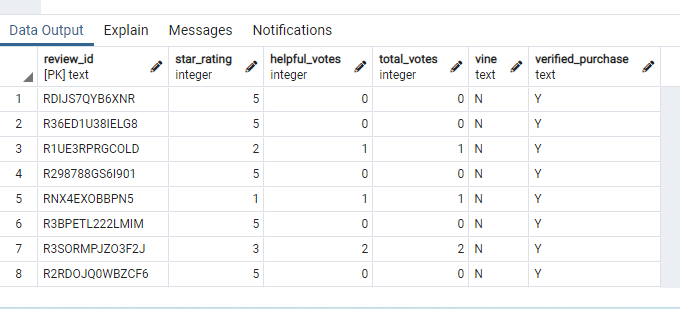 Data Output Explain Messages Notifications
review_id star_rating helpful_votes total_votes vine verified_purchase
[PK] text integer integer integer text text
1 RDIJS7QYB6XNR 5 0 0 N Y
2 R36ED1U38IELG8 5 0 0 N Y
3 R1UE3RPRGCOLD 2 1 1 N Y
4 R298788GS6I901 5 0 0 N Y
5 RNX4EXOBBPN5 1 1 1 N Y
6 R3BPETL222LMIM 5 0 0 N Y
7 R3SORMPJZO3F2J 3 2 2 N Y
8 R2RDOJQ0WBZCF6 5 0 0 N Y